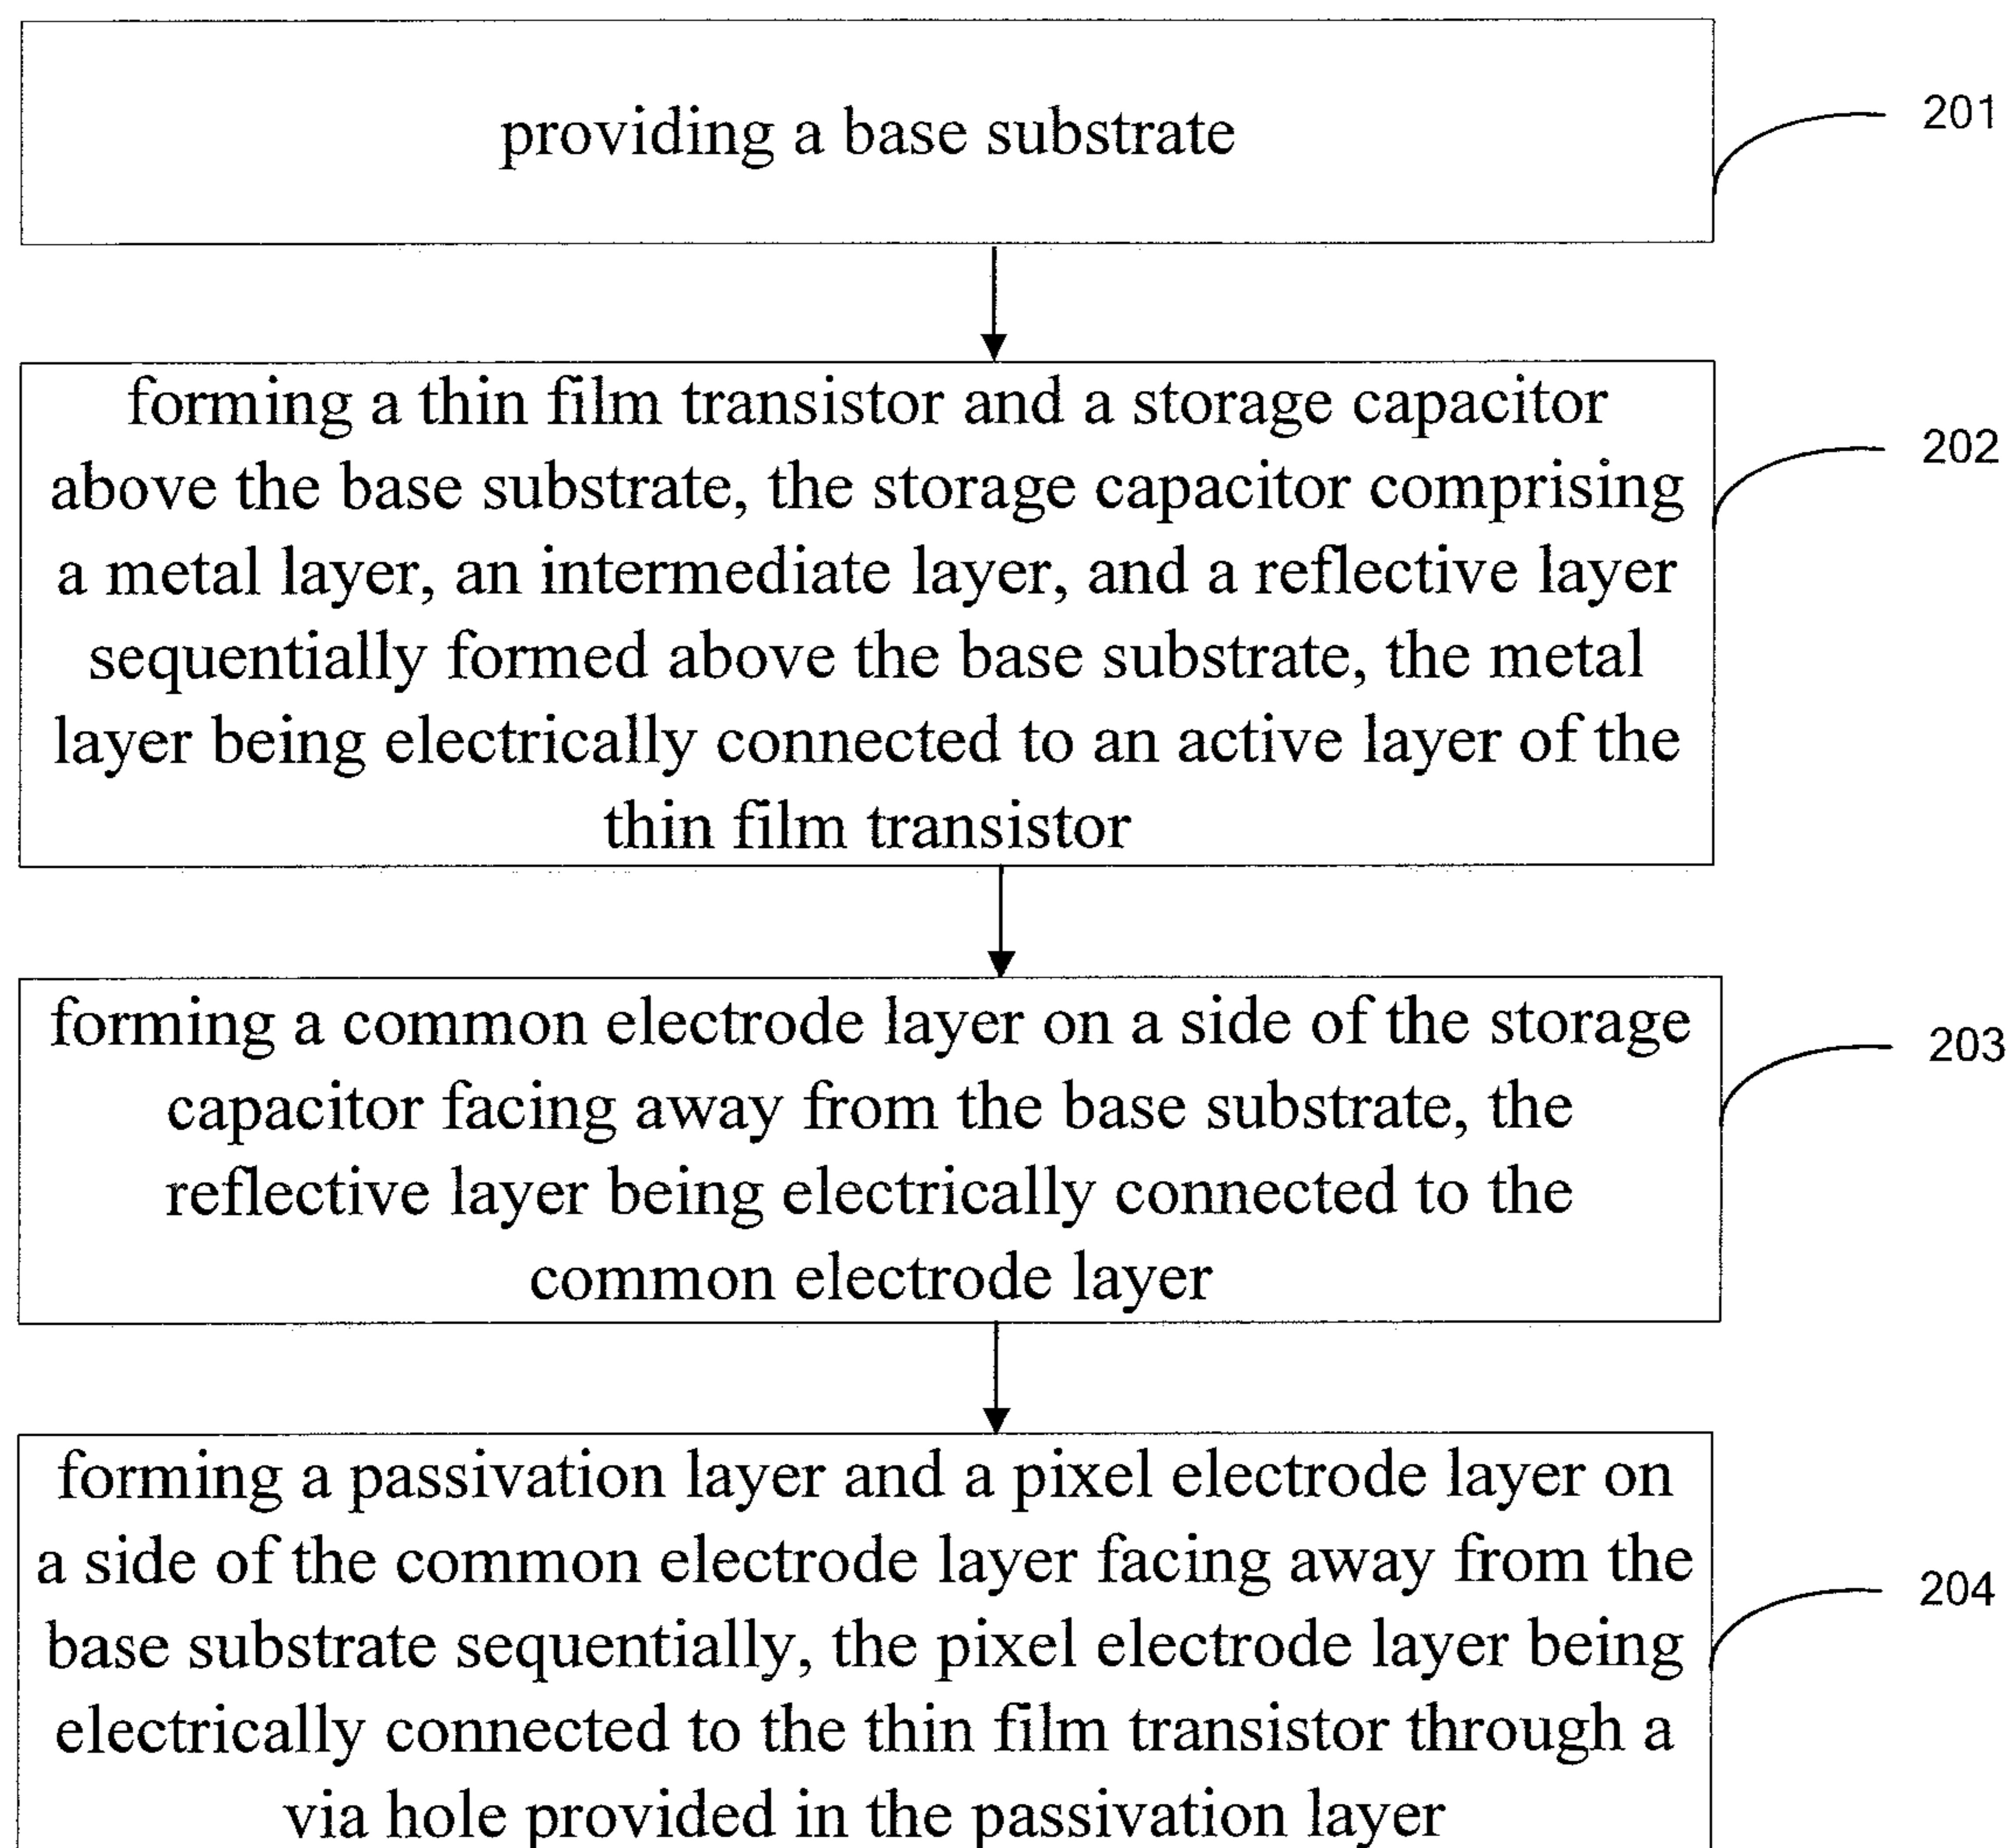 providing a base substrate
201
forming a thin film transistor and a storage capacitor
above the base substrate, the storage capacitor comprising
a metal layer, an intermediate layer, and a reflective layer
sequentially formed above the base substrate, the metal
layer being electrically connected to an active layer of the
thin film transistor
202
forming a common electrode layer on a side of the storage
capacitor facing away from the base substrate, the
reflective layer being electrically connected to the
common electrode layer
203
forming a passivation layer and a pixel electrode layer on
a side of the common electrode layer facing away from the
base substrate sequentially, the pixel electrode layer being
electrically connected to the thin film transistor through a
via hole provided in the passivation layer
204